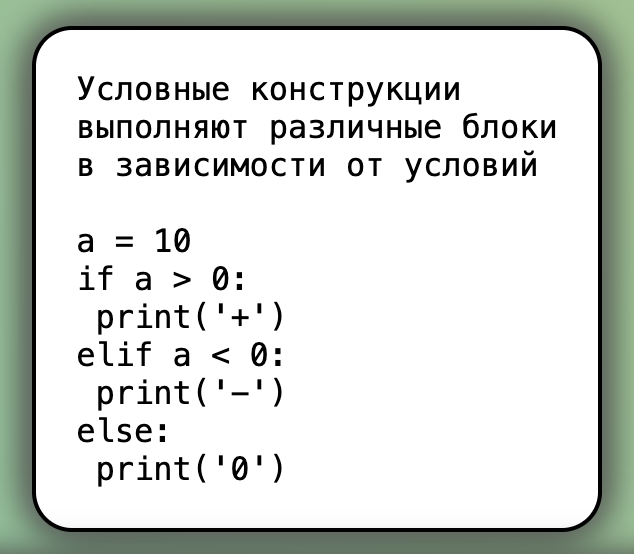 Условные конструкции
выполняют различные блоки
в зависимости от условий

a = 10
if a > 0:
 print('+')
elif a < 0:
 print('-')
else:
 print('0')